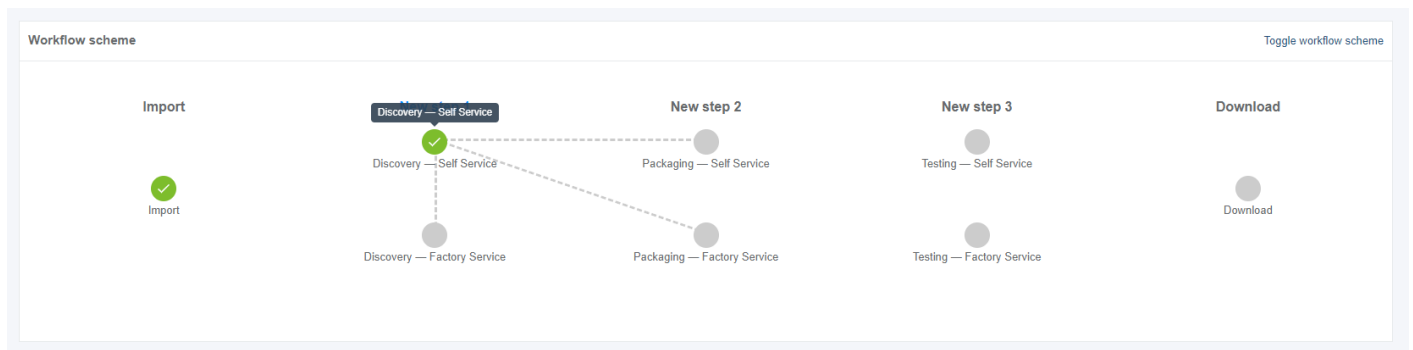 Workflow scheme
Toggle workflow scheme
Import
New step 2
New step 3
Download
Discovery — Self Service
Discovery — Self Service
Packaging — Self Service
Testing — Self Service
Import
Download
Discovery — Factory Service
Packaging — Factory Service
Testing — Factory Service